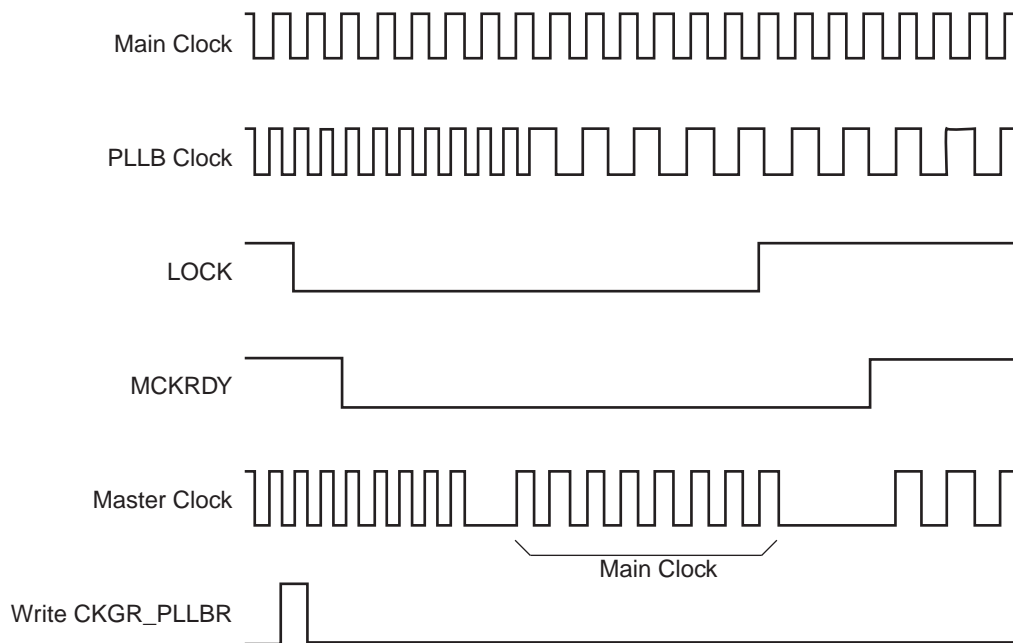 Main Clock
PLLB Clock
LOCK
MCKRDY
Master Clock
Main Clock
Write CKGR_PLLBR